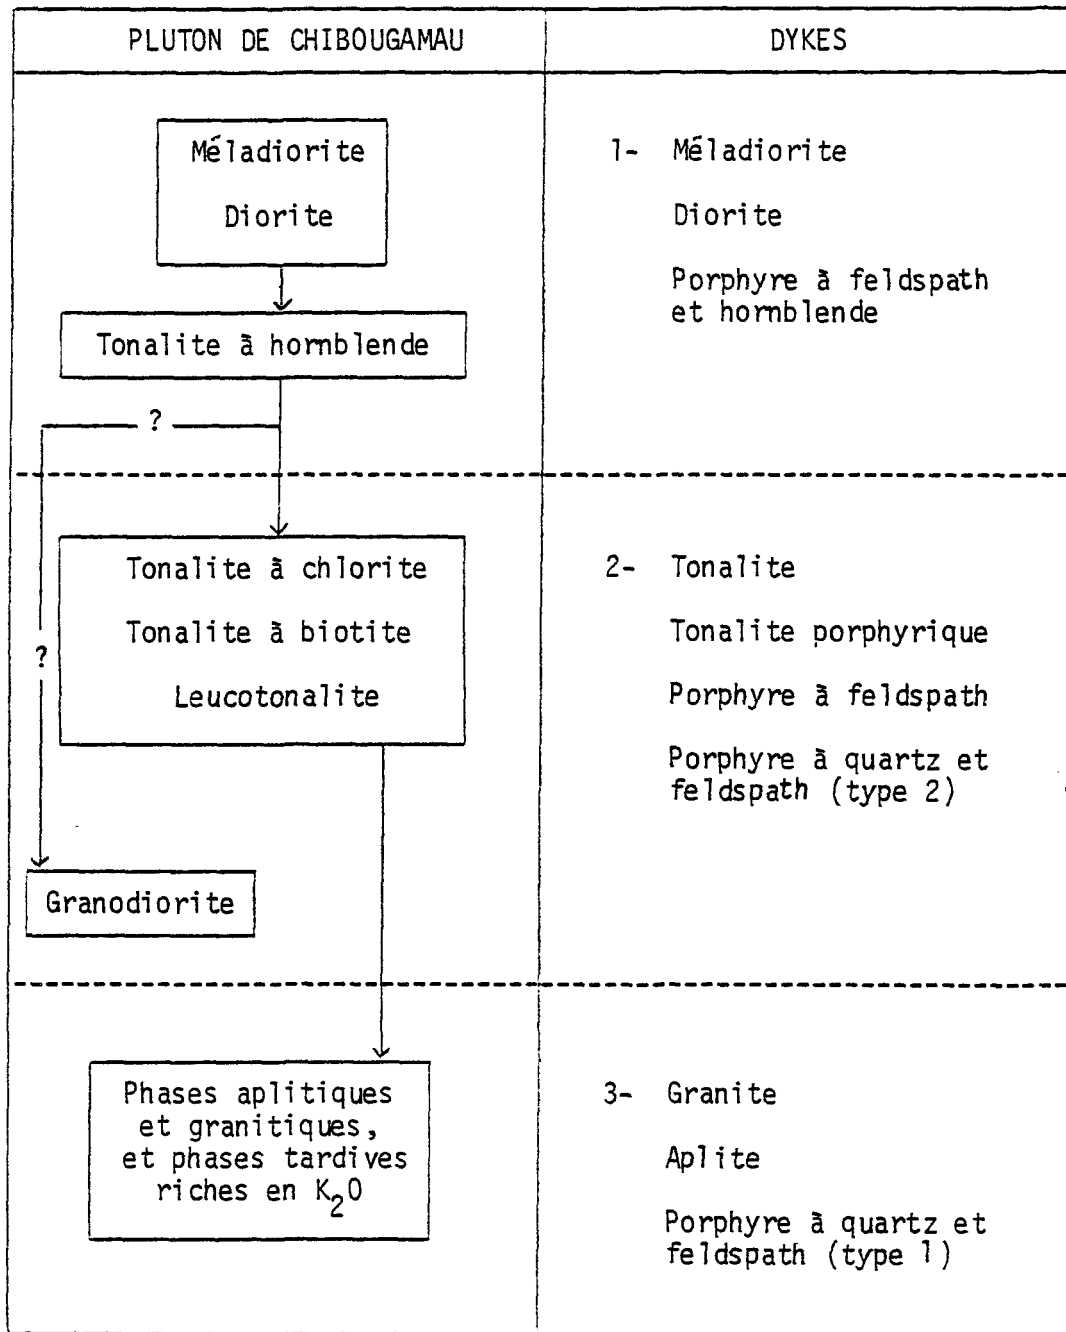 PLUTON DE CHIBOUGAMAU
DYKES
Méladiorite
Diorite
Tonalite à hornblende
?
?
Tonalite à chlorite
Tonalite à biotite
Leucotonalite
Granodiorite
Phases aplitiques
et granitiques,
et phases tardives
riches en K₂O
1- Méladiorite
Diorite
Porphyre à feldspath
et hornblende
2- Tonalite
Tonalite porphyrique
Porphyre à feldspath
Porphyre à quartz et
feldspath (type 2)
3- Granite
Aplite
Porphyre à quartz et
feldspath (type 1)